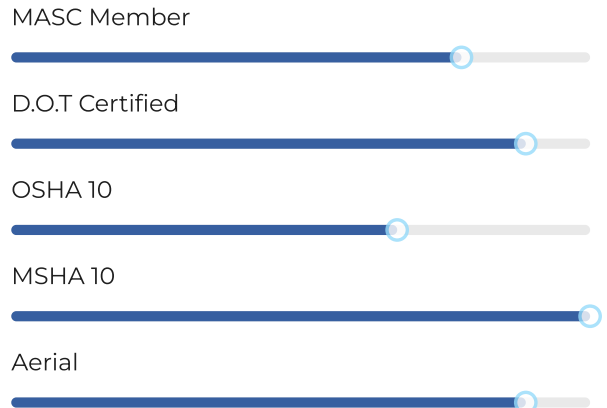 MASC Member
D.O.T Certified
OSHA 10
MSHA 10
Aerial